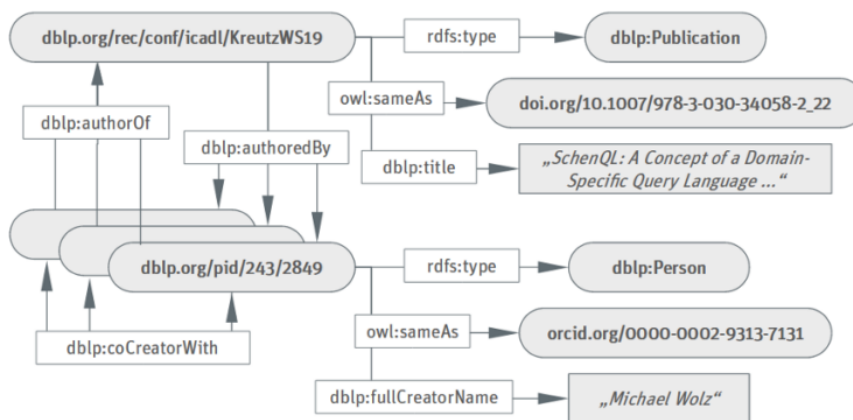 dblp.org/rec/conf/icadl/KreutzWS19
rdfs:type
dblp:Publication
owl:sameAs
doi.org/10.1007/978-3-030-34058-2_22
dblp:authorOf
dblp:authoredBy
dblp:title
„SchenQL: A Concept of a Domain-
Specific Query Language ...“
dblp.org/pid/243/2849
rdfs:type
dblp:Person
owl:sameAs
orcid.org/0000-0002-9313-7131
dblp:coCreatorWith
dblp:fullCreatorName
„Michael Wolz“